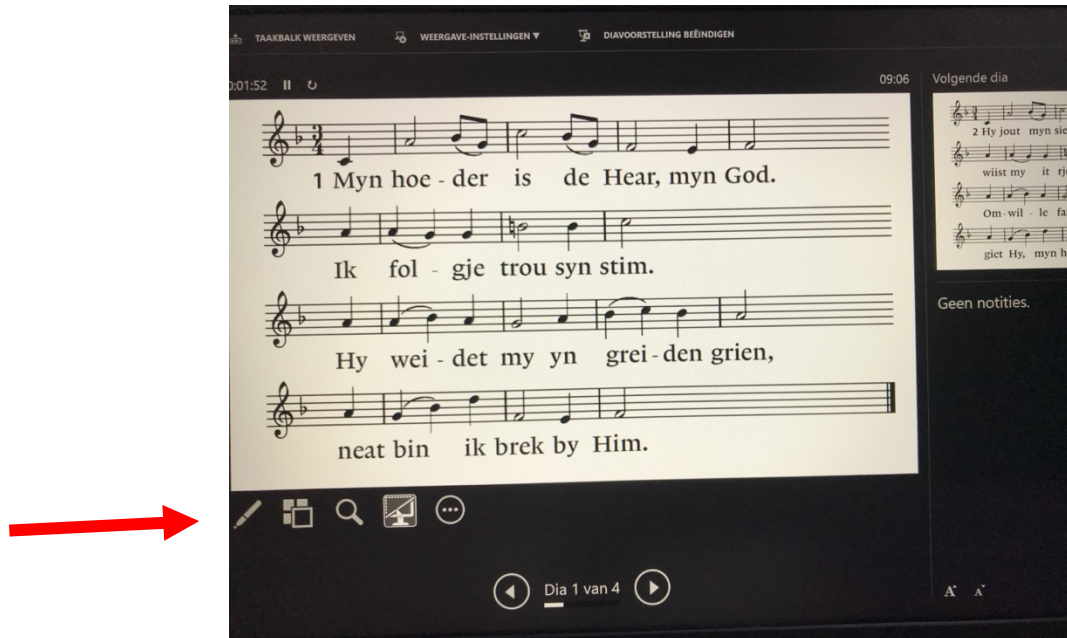 TAAKBALK WEERGEVEN WEERGAVE-INSTELLINGEN ▼ DIAVOORSTELLING BEËINDIGEN
0:01:52 09:06
1 Myn hoe - der is de Hear, myn God.
Ik fol - gje trou syn stim.
Hy wei - det my yn grei - den grien,
neat bin ik brek by Him.
Dia 1 van 4
Volgende dia
2 Hy jout myn sie
wiist my it
Om - wil - le
giet Hy, myn
Geen notities.
A A